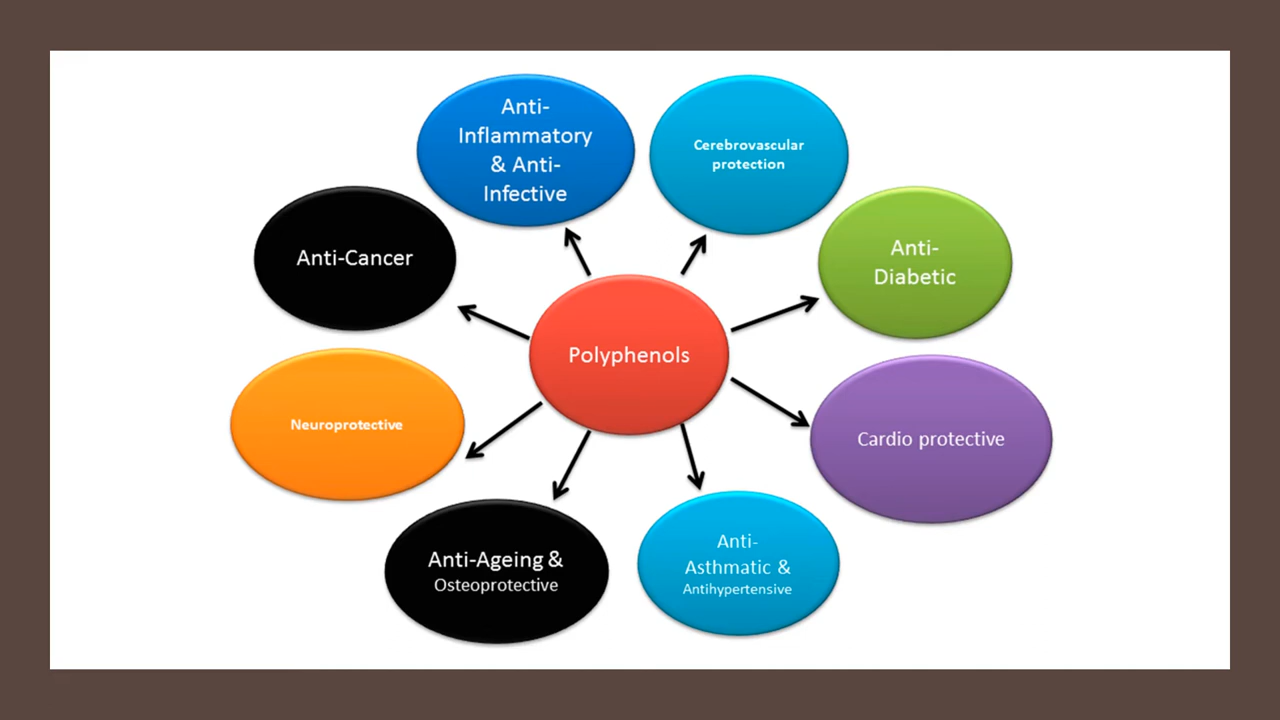 Anti-
Inflammatory
& Anti-
Infective
Cerebrovascular
protection
Anti-Cancer
Anti-
Diabetic
Polyphenols
Neuroprotective
Cardio protective
Anti-Ageing &
Osteoprotective
Anti-
Asthmatic &
Antihypertensive